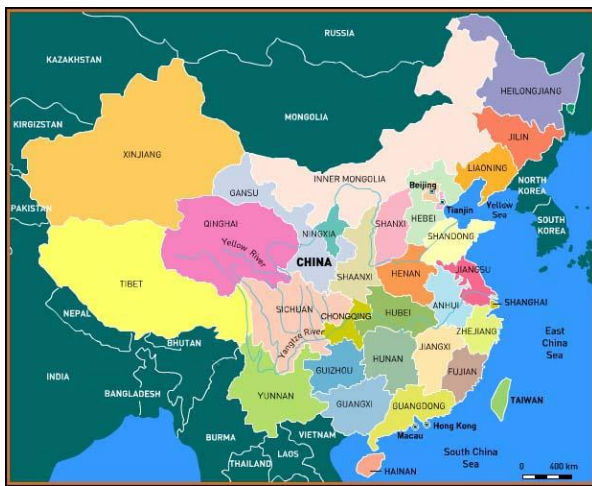 RUSSIA
KAZAKHSTAN
MONGOLIA
HEILONGJIANG
KIRGIZSTAN
JILIN
XINJIANG
LIAONING
INNER MONGOLIA
Beijing
NORTH
KOREA
GANSU
Tianjin
Yellow
Sea
PAKISTAN
QINGHAI
NINGXIA
SHANXI
HEBEI
SOUTH
KOREA
SHANDONG
Yellow River
CHINA
SHAANXI
HENAN
JIANGSU
TIBET
SHANGHAI
ANHUI
NEPAL
SICHUAN
CHONGQING
HUBEI
ZHEJIANG
East
China
Sea
Yangtze River
BHUTAN
JIANGXI
HUNAN
GUIZHOU
FUJIAN
INDIA
BANGLADESH
YUNNAN
TAIWAN
GUANGXI
GUANGDONG
Hong Kong
Macau
BURMA
VIETNAM
LAOS
South China
Sea
THAILAND
HAINAN
0 400 km